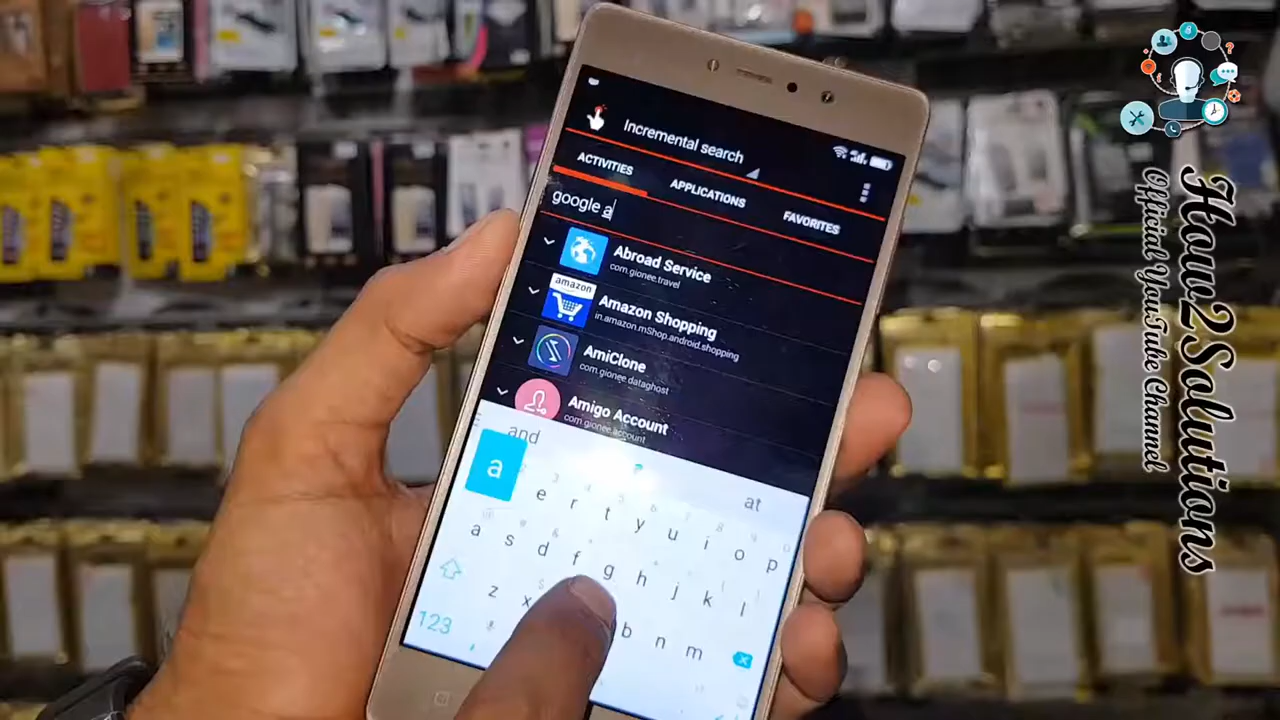 Incremental search
ACTIVITIES
APPLICATIONS
FAVORITES
google a
Abroad Service
com.gionee.travel
amazon
Amazon Shopping
in.amazon.mShop.android.shopping
AmiClone
com.gionee.dataghost
Amigo Account
com.gionee.account
and
at
a
e r t y u i o p
a s d f g h j k l
z x b n m
123
How2Solutions
Official YouTube Channel